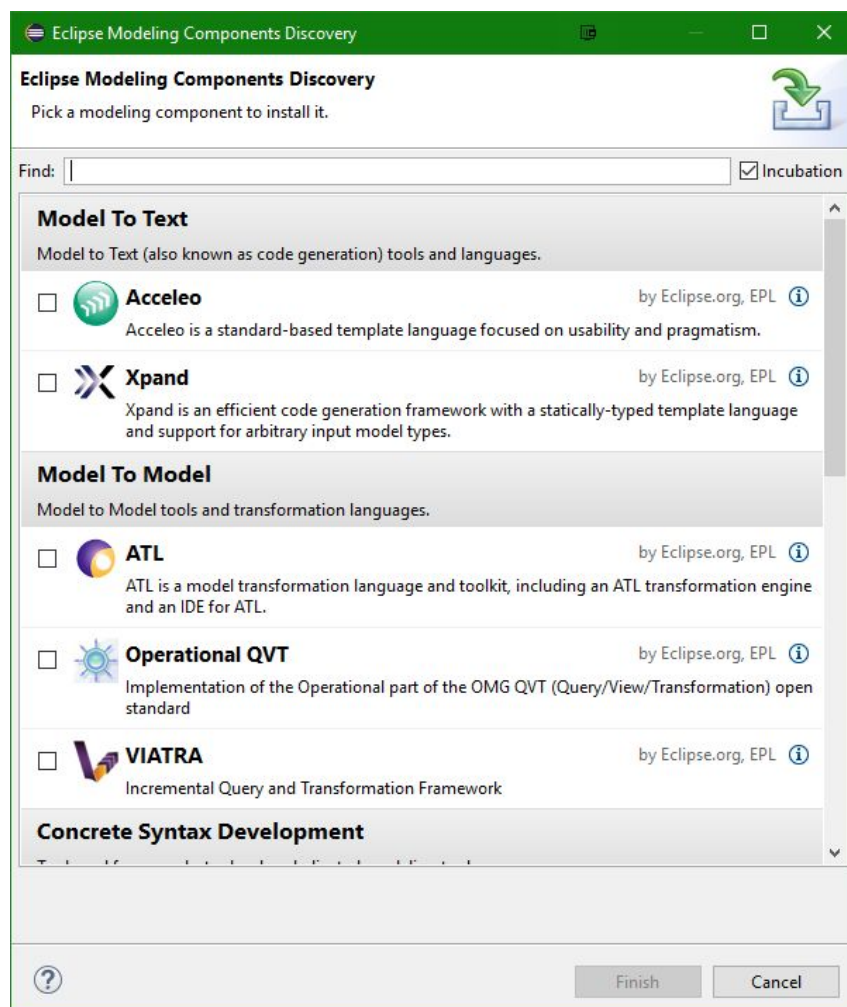 Eclipse Modeling Components Discovery
Eclipse Modeling Components Discovery
Pick a modeling component to install it.
Find:
Incubation
Model To Text
Model to Text (also known as code generation) tools and languages.
Acceleo
by Eclipse.org, EPL
Acceleo is a standard-based template language focused on usability and pragmatism.
Xpand
by Eclipse.org, EPL
Xpand is an efficient code generation framework with a statically-typed template language
and support for arbitrary input model types.
Model To Model
Model to Model tools and transformation languages.
ATL
by Eclipse.org, EPL
ATL is a model transformation language and toolkit, including an ATL transformation engine
and an IDE for ATL.
Operational QVT
by Eclipse.org, EPL
Implementation of the Operational part of the OMG QVT (Query/View/Transformation) open
standard
VIATRA
by Eclipse.org, EPL
Incremental Query and Transformation Framework
Concrete Syntax Development
Finish
Cancel